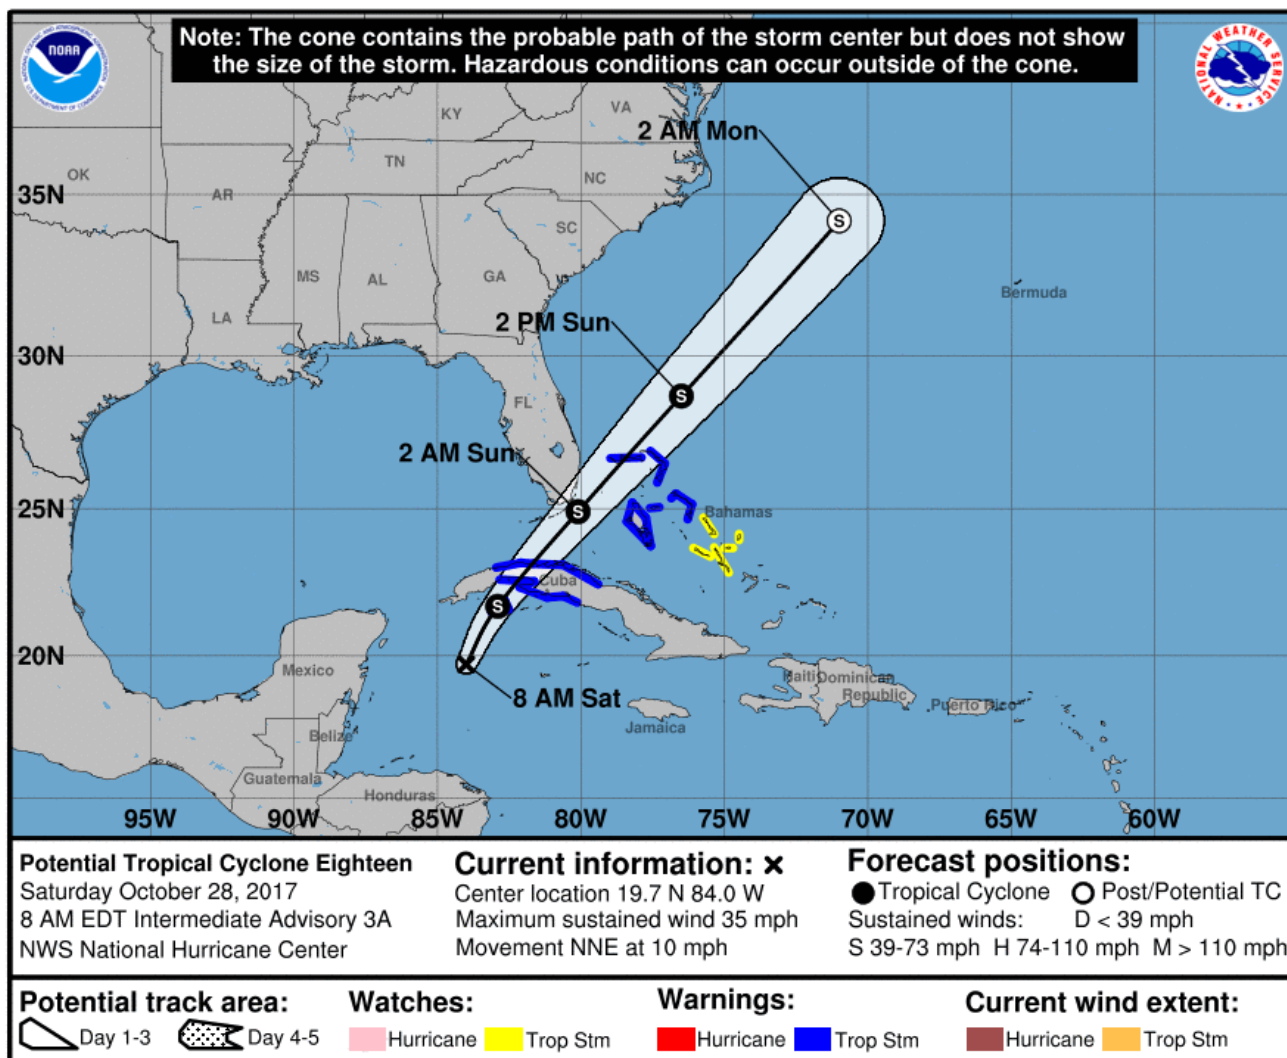 Note: The cone contains the probable path of the storm center but does not show
the size of the storm. Hazardous conditions can occur outside of the cone.
NOAA
NATIONAL WEATHER SERVICE
KY
VA
2 AM Mon
OK
TN
NC
35N
AR
SC
MS
AL
GA
LA
Bermuda
2 PM Sun
30N
FL
2 AM Sun
25N
Bahamas
Cuba
20N
Mexico
8 AM Sat
Haiti
Dominican
Republic
Puerto Rico
Jamaica
Belize
Guatemala
Honduras
95W 90W 85W 80W 75W 70W 65W 60W
S
S
S
S
Potential Tropical Cyclone Eighteen
Saturday October 28, 2017
8 AM EDT Intermediate Advisory 3A
NWS National Hurricane Center
Current information: x
Center location 19.7 N 84.0 W
Maximum sustained wind 35 mph
Movement NNE at 10 mph
Forecast positions:
Tropical Cyclone Post/Potential TC
Sustained winds: D < 39 mph
S 39-73 mph H 74-110 mph M > 110 mph
Potential track area:
Day 1-3 Day 4-5
Watches:
Hurricane Trop Stm
Warnings:
Hurricane Trop Stm
Current wind extent:
Hurricane Trop Stm